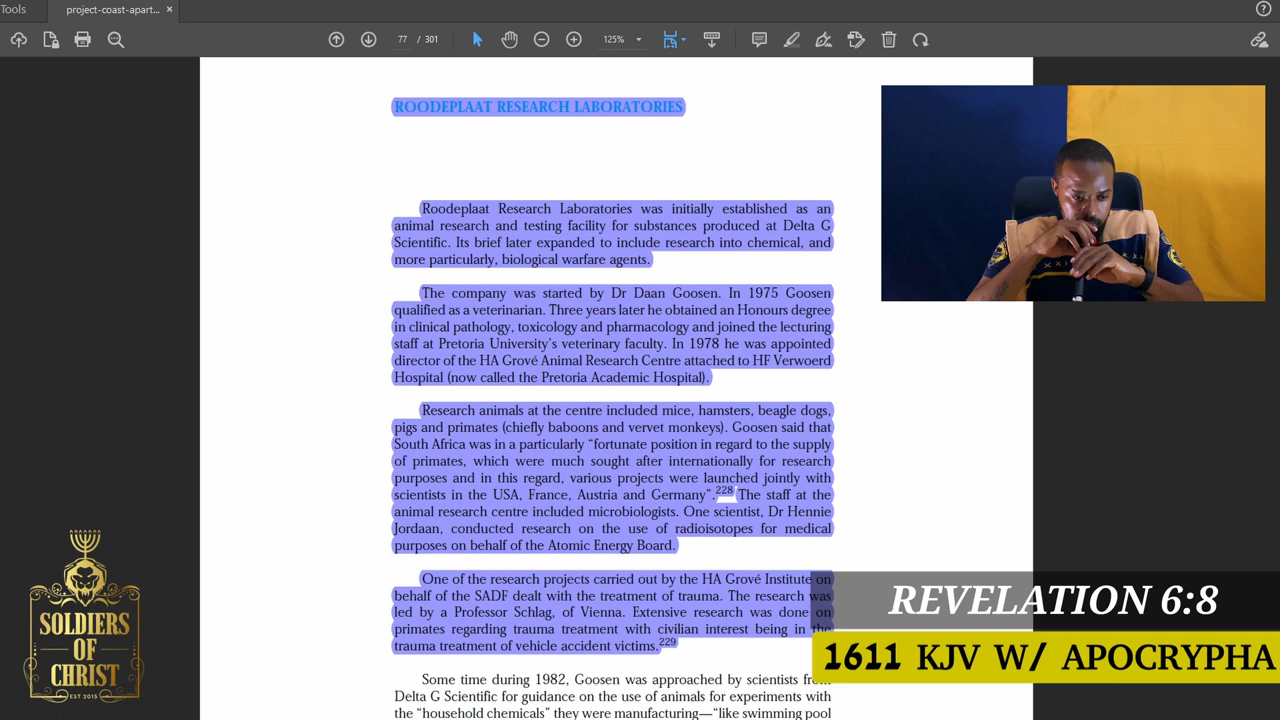 Tools
project-coast-apart... ×
77 / 301
125%
ROODEPLAAT RESEARCH LABORATORIES
Roodeplaat Research Laboratories was initially established as an
animal research and testing facility for substances produced at Delta G
Scientific. Its brief later expanded to include research into chemical, and
more particularly, biological warfare agents.
The company was started by Dr Daan Goosen. In 1975 Goosen
qualified as a veterinarian. Three years later he obtained an Honours degree
in clinical pathology, toxicology and pharmacology and joined the lecturing
staff at Pretoria University's veterinary faculty. In 1978 he was appointed
director of the HA Grové Animal Research Centre attached to HF Verwoerd
Hospital (now called the Pretoria Academic Hospital).
Research animals at the centre included mice, hamsters, beagle dogs,
pigs and primates (chiefly baboons and vervet monkeys). Goosen said that
South Africa was in a particularly “fortunate position in regard to the supply
of primates, which were much sought after internationally for research
purposes and in this regard, various projects were launched jointly with
scientists in the USA, France, Austria and Germany”.228 The staff at the
animal research centre included microbiologists. One scientist, Dr Hennie
Jordaan, conducted research on the use of radioisotopes for medical
purposes on behalf of the Atomic Energy Board.
One of the research projects carried out by the HA Grové Institute on
behalf of the SADF dealt with the treatment of trauma. The research was
led by a Professor Schlag, of Vienna. Extensive research was done on
primates regarding trauma treatment with civilian interest being in the
trauma treatment of vehicle accident victims.229
Some time during 1982, Goosen was approached by scientists from
Delta G Scientific for guidance on the use of animals for experiments with
the “household chemicals” they were manufacturing—“like swimming pool
REVELATION 6:8
1611 KJV W/ APOCRYPHA
SOLDIERS
OF
CHRIST
EST 2015